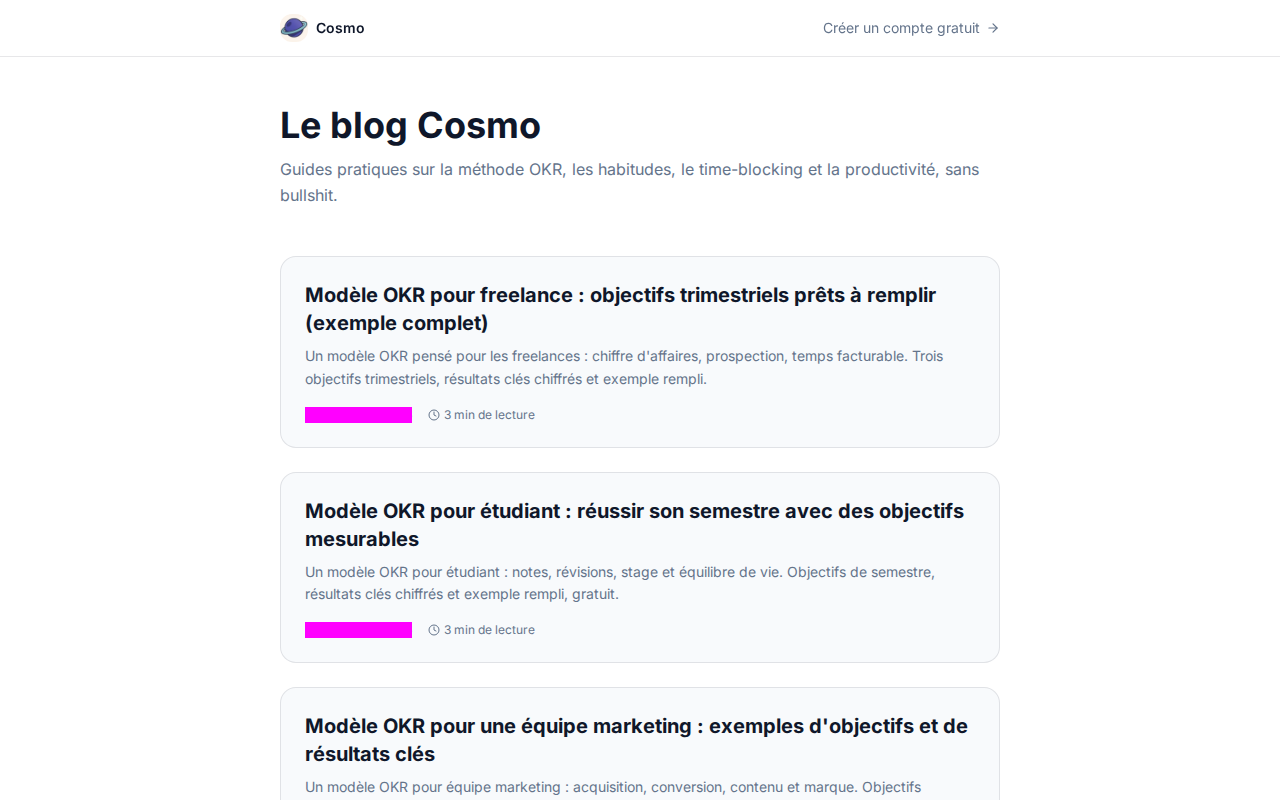 Cosmo
Créer un compte gratuit →
Le blog Cosmo
Guides pratiques sur la méthode OKR, les habitudes, le time-blocking et la productivité, sans
bullshit.
Modèle OKR pour freelance : objectifs trimestriels prêts à remplir
(exemple complet)
Un modèle OKR pensé pour les freelances : chiffre d'affaires, prospection, temps facturable. Trois
objectifs trimestriels, résultats clés chiffrés et exemple rempli.
3 min de lecture
Modèle OKR pour étudiant : réussir son semestre avec des objectifs
mesurables
Un modèle OKR pour étudiant : notes, révisions, stage et équilibre de vie. Objectifs de semestre,
résultats clés chiffrés et exemple rempli, gratuit.
3 min de lecture
Modèle OKR pour une équipe marketing : exemples d'objectifs et de
résultats clés
Un modèle OKR pour équipe marketing : acquisition, conversion, contenu et marque. Objectifs